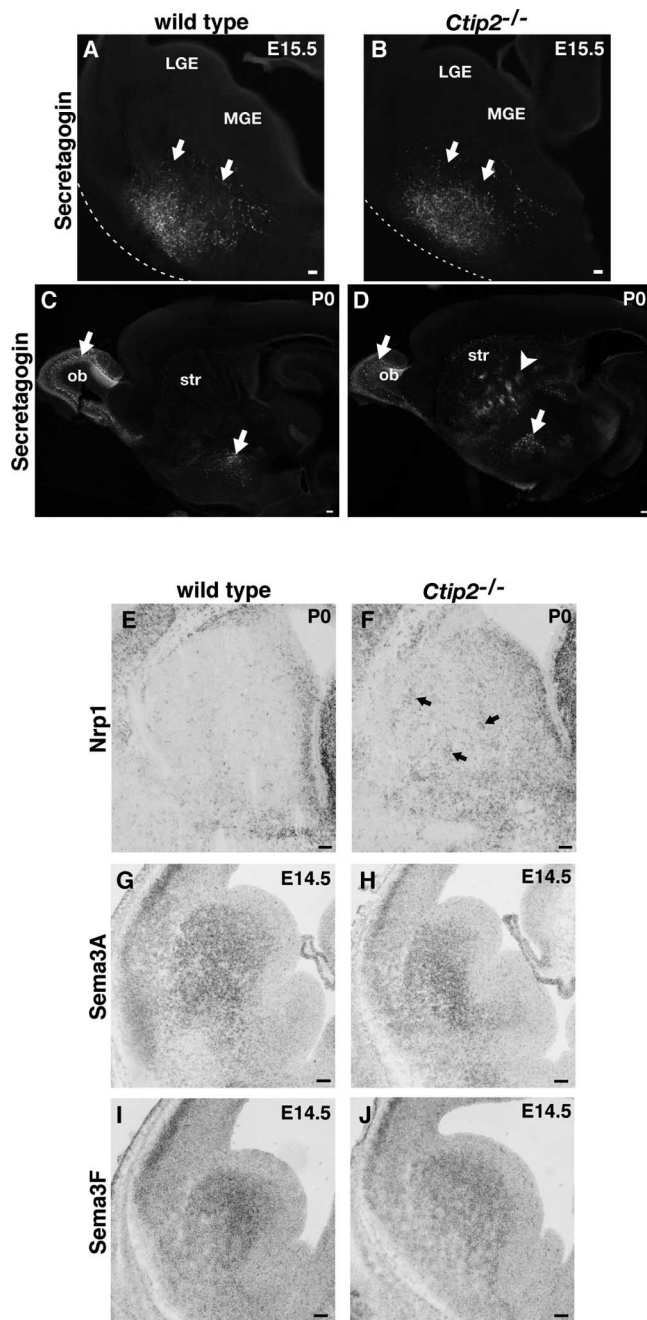 wild type Ctip2-/-
A E15.5 B E15.5
LGE LGE
MGE MGE
Secretagogin
C P0 D P0
ob str ob str
Secretagogin
wild type Ctip2-/-
E P0 F P0
Nrp1
G E14.5 H E14.5
Sema3A
I E14.5 J E14.5
Sema3F